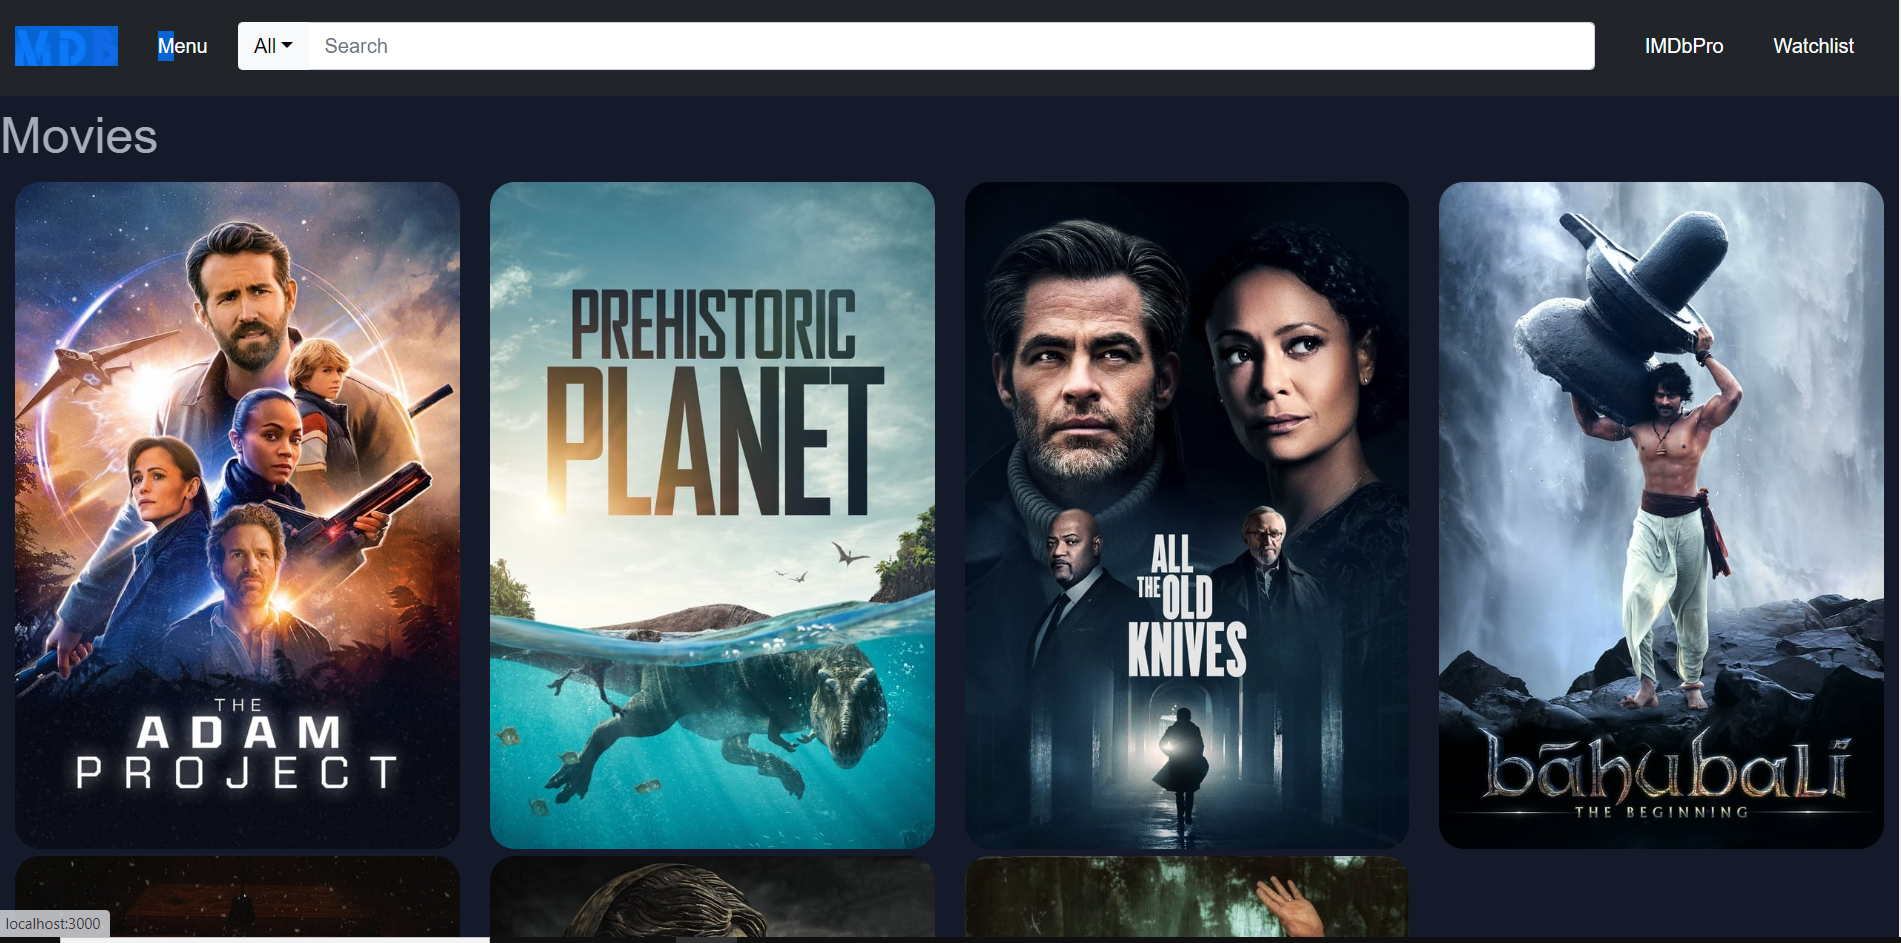 MDB
Menu
All
Search
IMDbPro
Watchlist
Movies
THE
ADAM
PROJECT
PREHISTORIC
PLANET
ALL
THE OLD
KNIVES
bāhubali
THE BEGINNING
localhost:3000